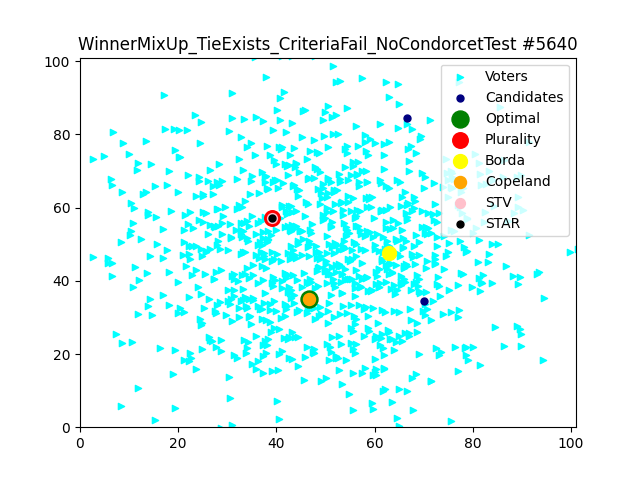 WinnerMixUp_TieExists_CriteriaFail_NoCondorcetTest #5640
Voters
Candidates
Optimal
Plurality
Borda
Copeland
STV
STAR
100
80
60
40
20
0
0 20 40 60 80 100